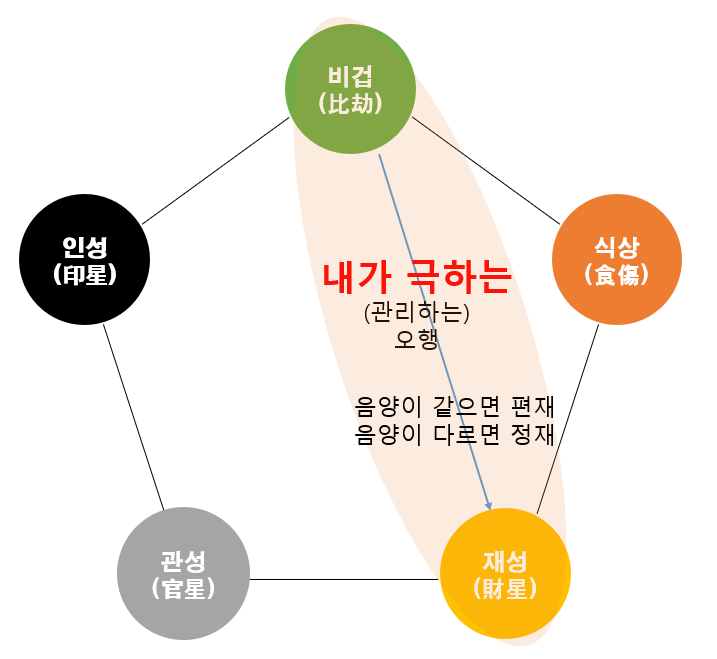 비겁
(比劫)
인성
(印星)
식상
(食傷)
내가 극하는
(관리하는)
오행
음양이 같으면 편재
음양이 다르면 정재
관성
(官星)
재성
(財星)